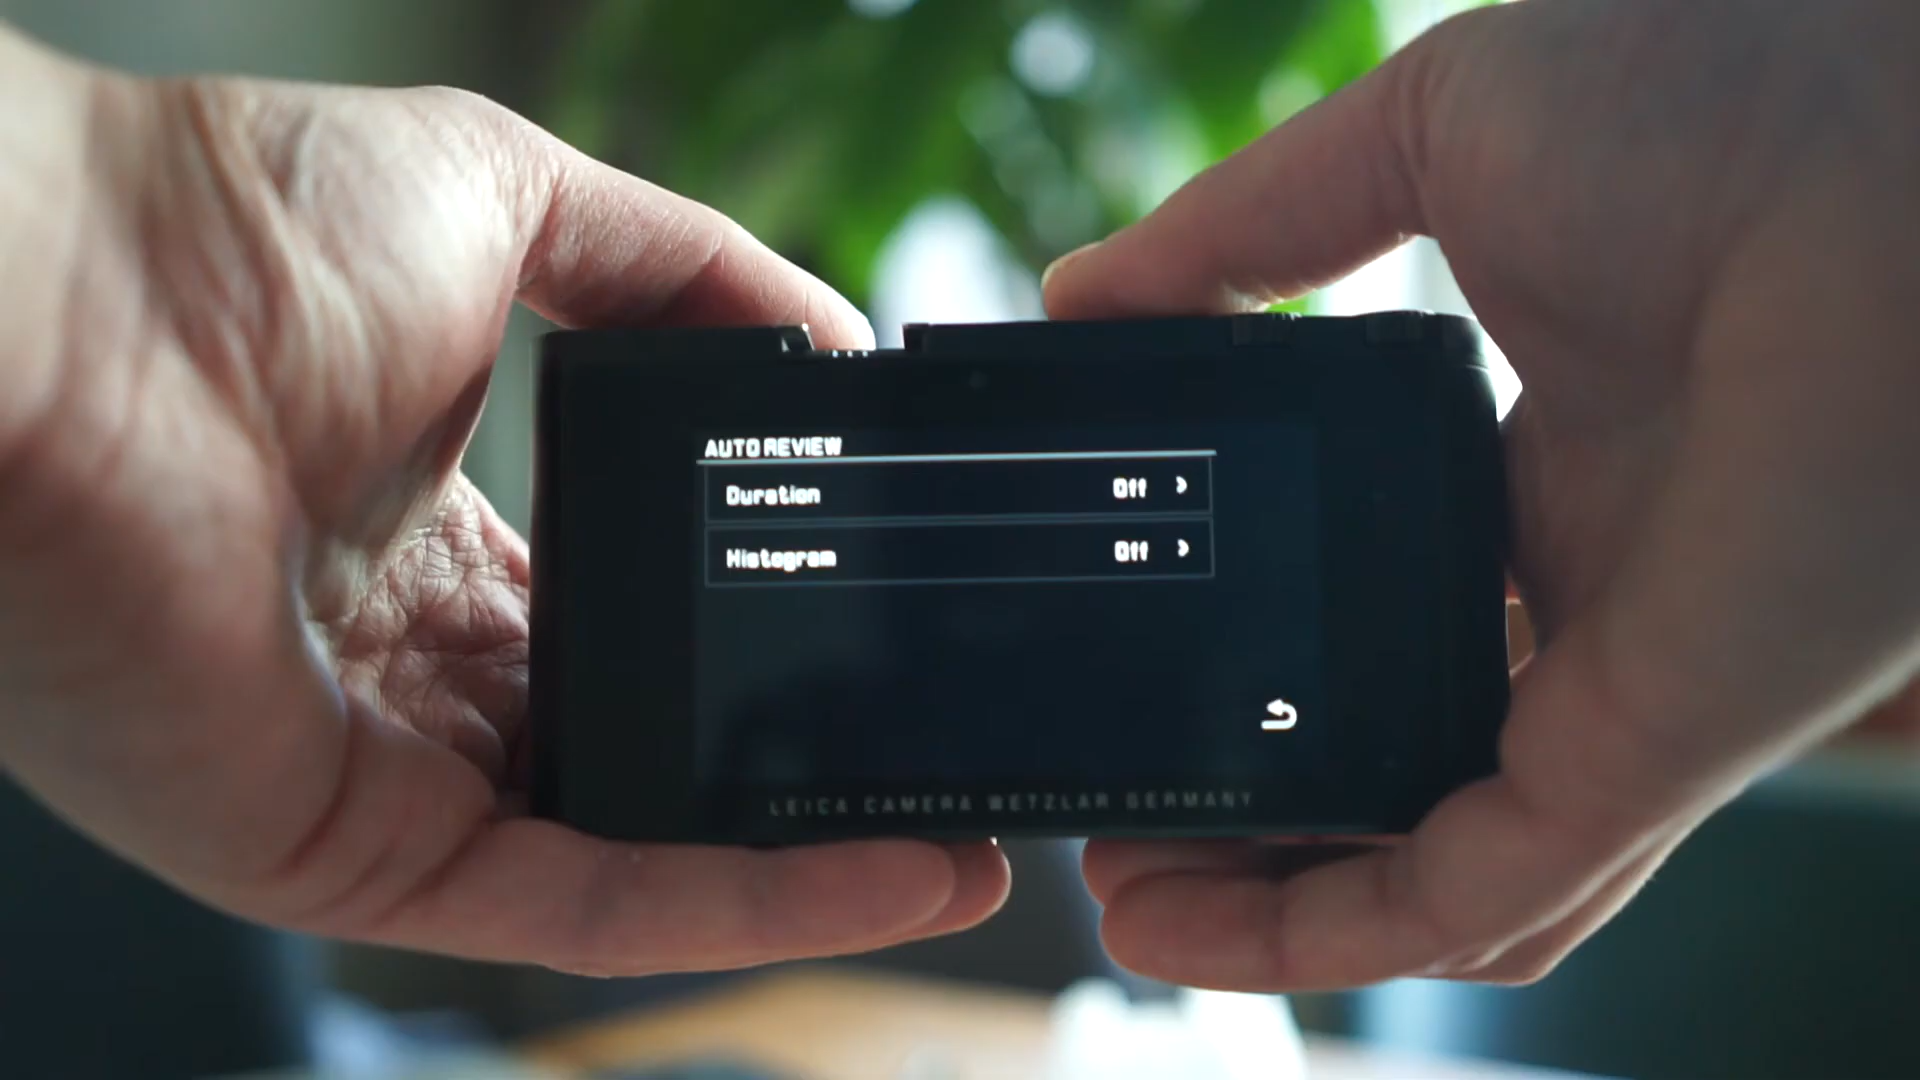 AUTO REVIEW
Duration Off
Histogram Off
LEICA CAMERA WETZLAR GERMANY